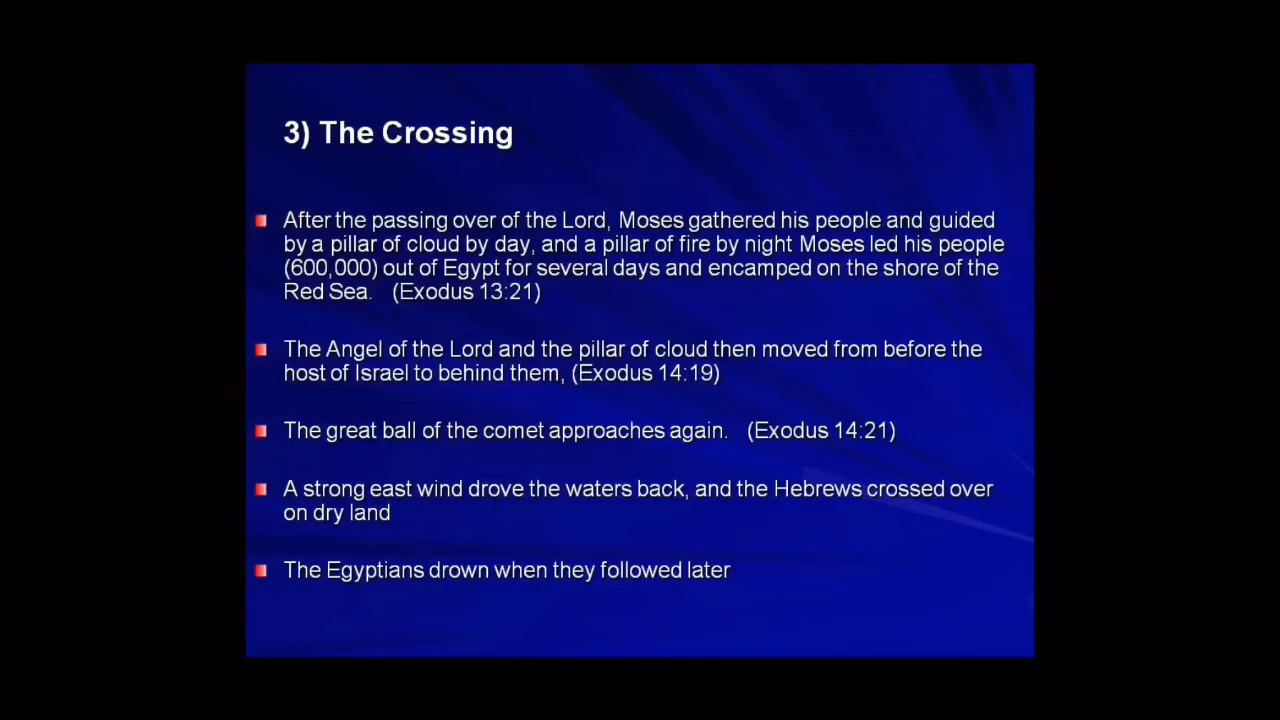 3) The Crossing
After the passing over of the Lord, Moses gathered his people and guided
by a pillar of cloud by day, and a pillar of fire by night Moses led his people
(600,000) out of Egypt for several days and encamped on the shore of the
Red Sea. (Exodus 13:21)
The Angel of the Lord and the pillar of cloud then moved from before the
host of Israel to behind them, (Exodus 14:19)
The great ball of the comet approaches again. (Exodus 14:21)
A strong east wind drove the waters back, and the Hebrews crossed over
on dry land
The Egyptians drown when they followed later